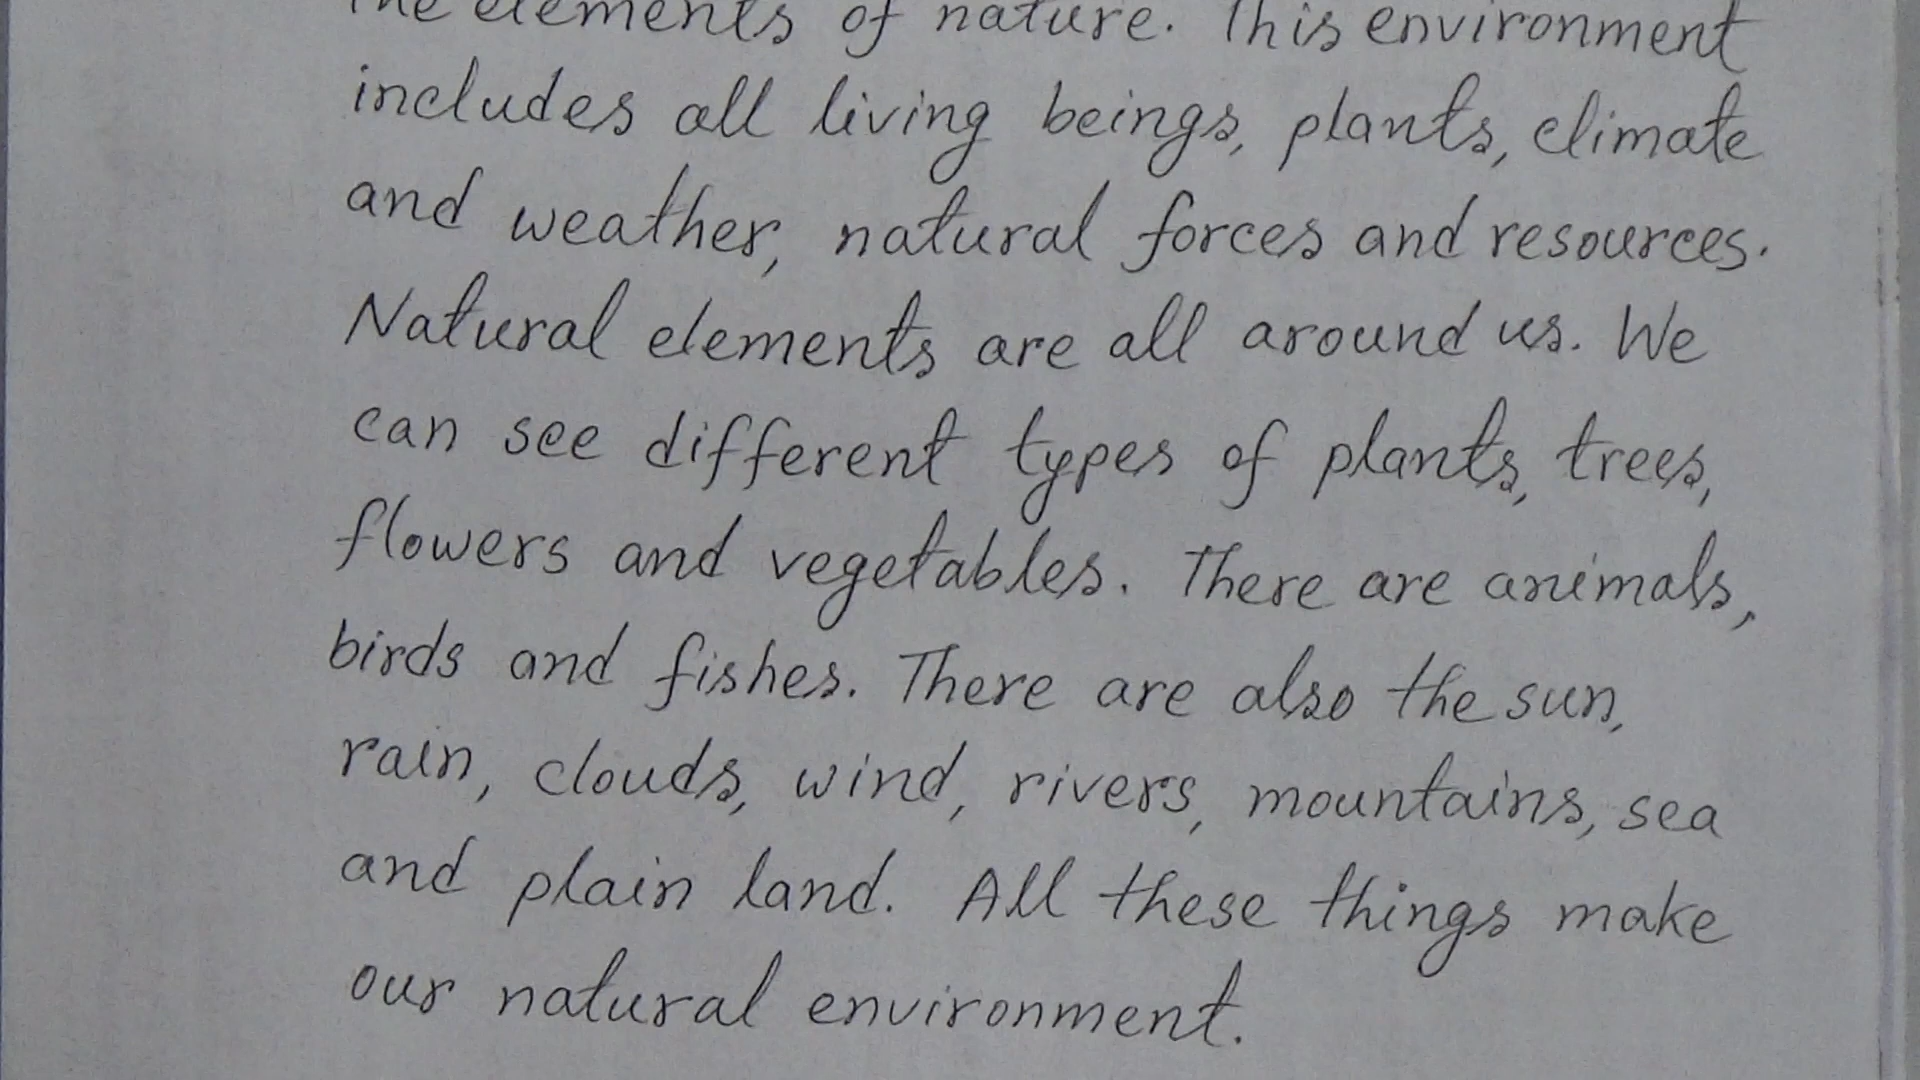 the elements of nature. This environment
includes all living beings, plants, climate
and weather, natural forces and resources.
Natural elements are all around us. We
can see different types of plants, trees,
flowers and vegetables. There are animals,
birds and fishes. There are also the sun,
rain, clouds, wind, rivers, mountains, sea
and plain land. All these things make
our natural environment.